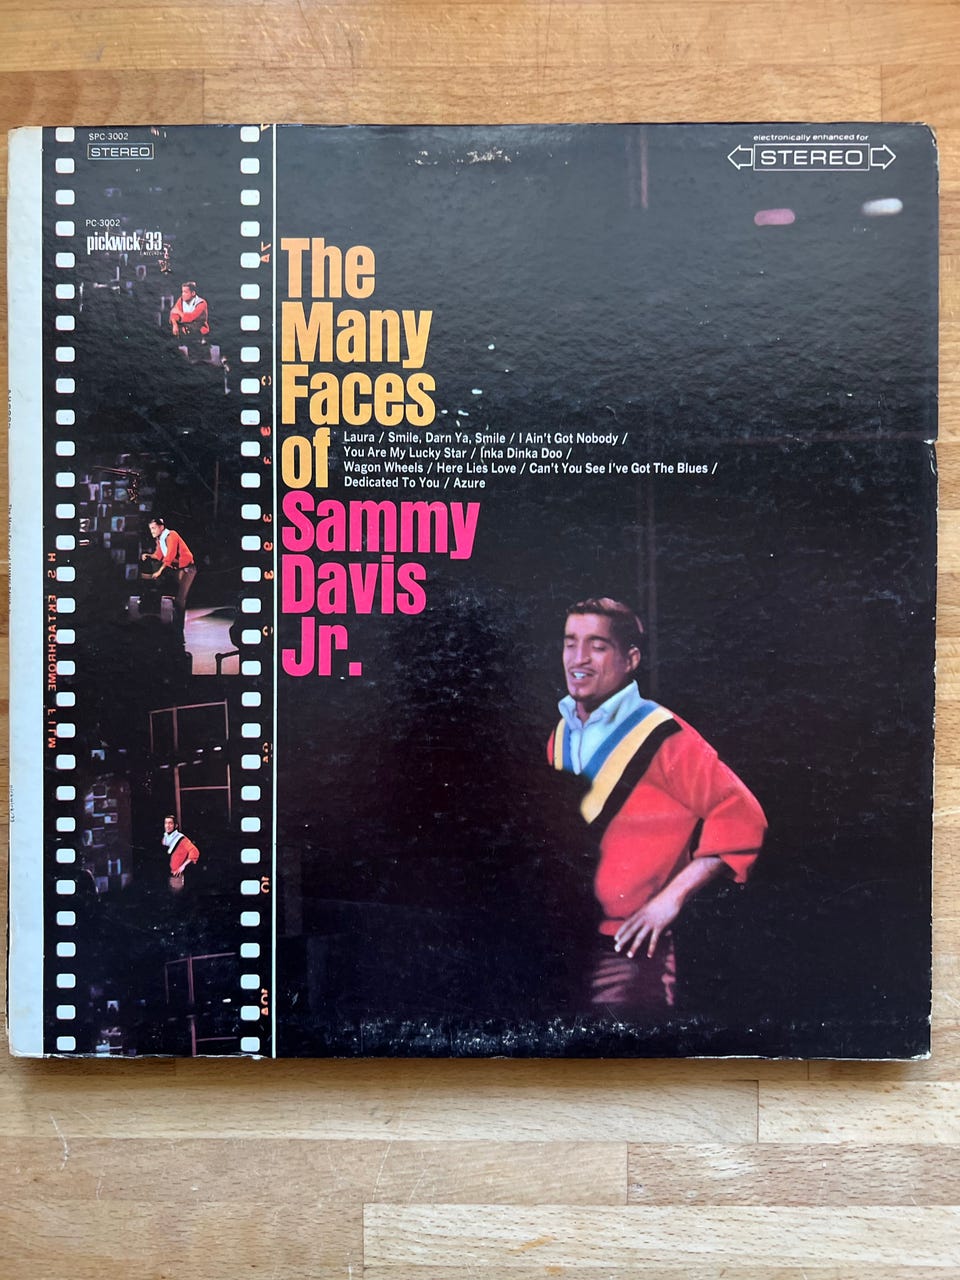 SPC-3002
STEREO
PC-3002
pickwick/33
RECORDS
electronically enhanced for
STEREO
The
Many
Faces
of
Laura / Smile, Darn Ya, Smile / I Ain't Got Nobody /
You Are My Lucky Star / Inka Dinka Doo /
Wagon Wheels / Here Lies Love / Can't You See I've Got The Blues /
Dedicated To You / Azure
Sammy
Davis
Jr.